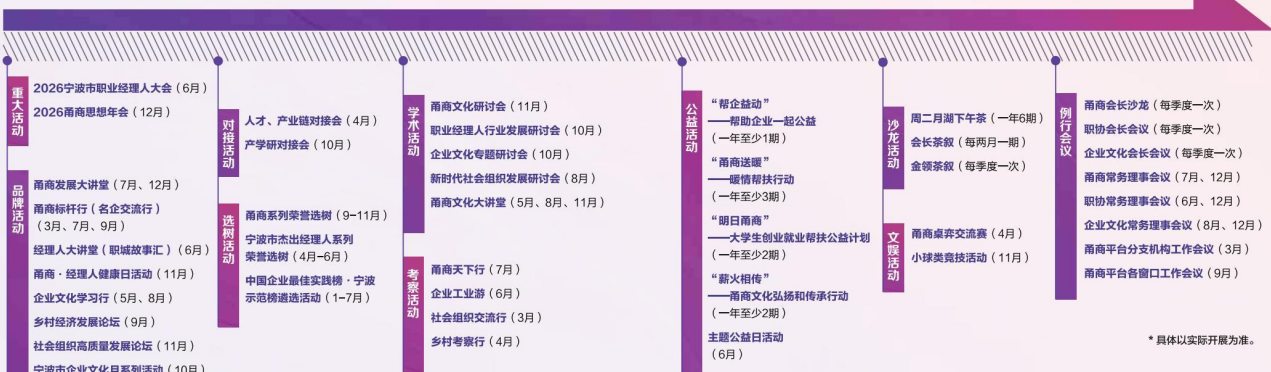 重大活动
2026宁波市职业经理人大会（6月）
2026甬商思想年会（12月）
品牌活动
甬商发展大讲堂（7月、12月）
甬商标杆行（名企交流行）
（3月、7月、9月）
经理人大讲堂（职城故事汇）（6月）
甬商·经理人健康日活动（11月）
企业文化学习行（5月、8月）
乡村经济发展论坛（9月）
社会组织高质量发展论坛（11月）
宁波市企业文化月系列活动（10月）
对接活动
人才、产业链对接会（4月）
产学研对接会（10月）
选树活动
甬商系列荣誉选树（9-11月）
宁波市杰出经理人系列
荣誉选树（4月-6月）
中国企业最佳实践榜·宁波
示范榜遴选活动（1-7月）
学术活动
甬商文化研讨会（11月）
职业经理人行业发展研讨会（10月）
企业文化专题研讨会（10月）
新时代社会组织发展研讨会（8月）
甬商文化大讲堂（5月、8月、11月）
考察活动
甬商天下行（7月）
企业工业游（6月）
社会组织交流行（3月）
乡村考察行（4月）
公益活动
“帮企益动”
——帮助企业一起公益
（一年至少1期）
“甬商送暖”
——暖情帮扶行动
（一年至少3期）
“明日甬商”
——大学生创业就业帮扶公益计划
（一年至少2期）
“薪火相传”
——甬商文化弘扬和传承行动
（一年至少2期）
主题公益日活动
（6月）
沙龙活动
周二月湖下午茶（一年6期）
会长茶叙（每两月一期）
金领茶叙（每季度一次）
文娱活动
甬商桌弈交流赛（4月）
小球类竞技活动（11月）
例行会议
甬商会长沙龙（每季度一次）
职协会长会议（每季度一次）
企业文化会长会议（每季度一次）
甬商常务理事会议（7月、12月）
职协常务理事会议（6月、12月）
企业文化常务理事会议（8月、12月）
甬商平台分支机构工作会议（3月）
甬商平台各窗口工作会议（9月）
*具体以实际开展为准。